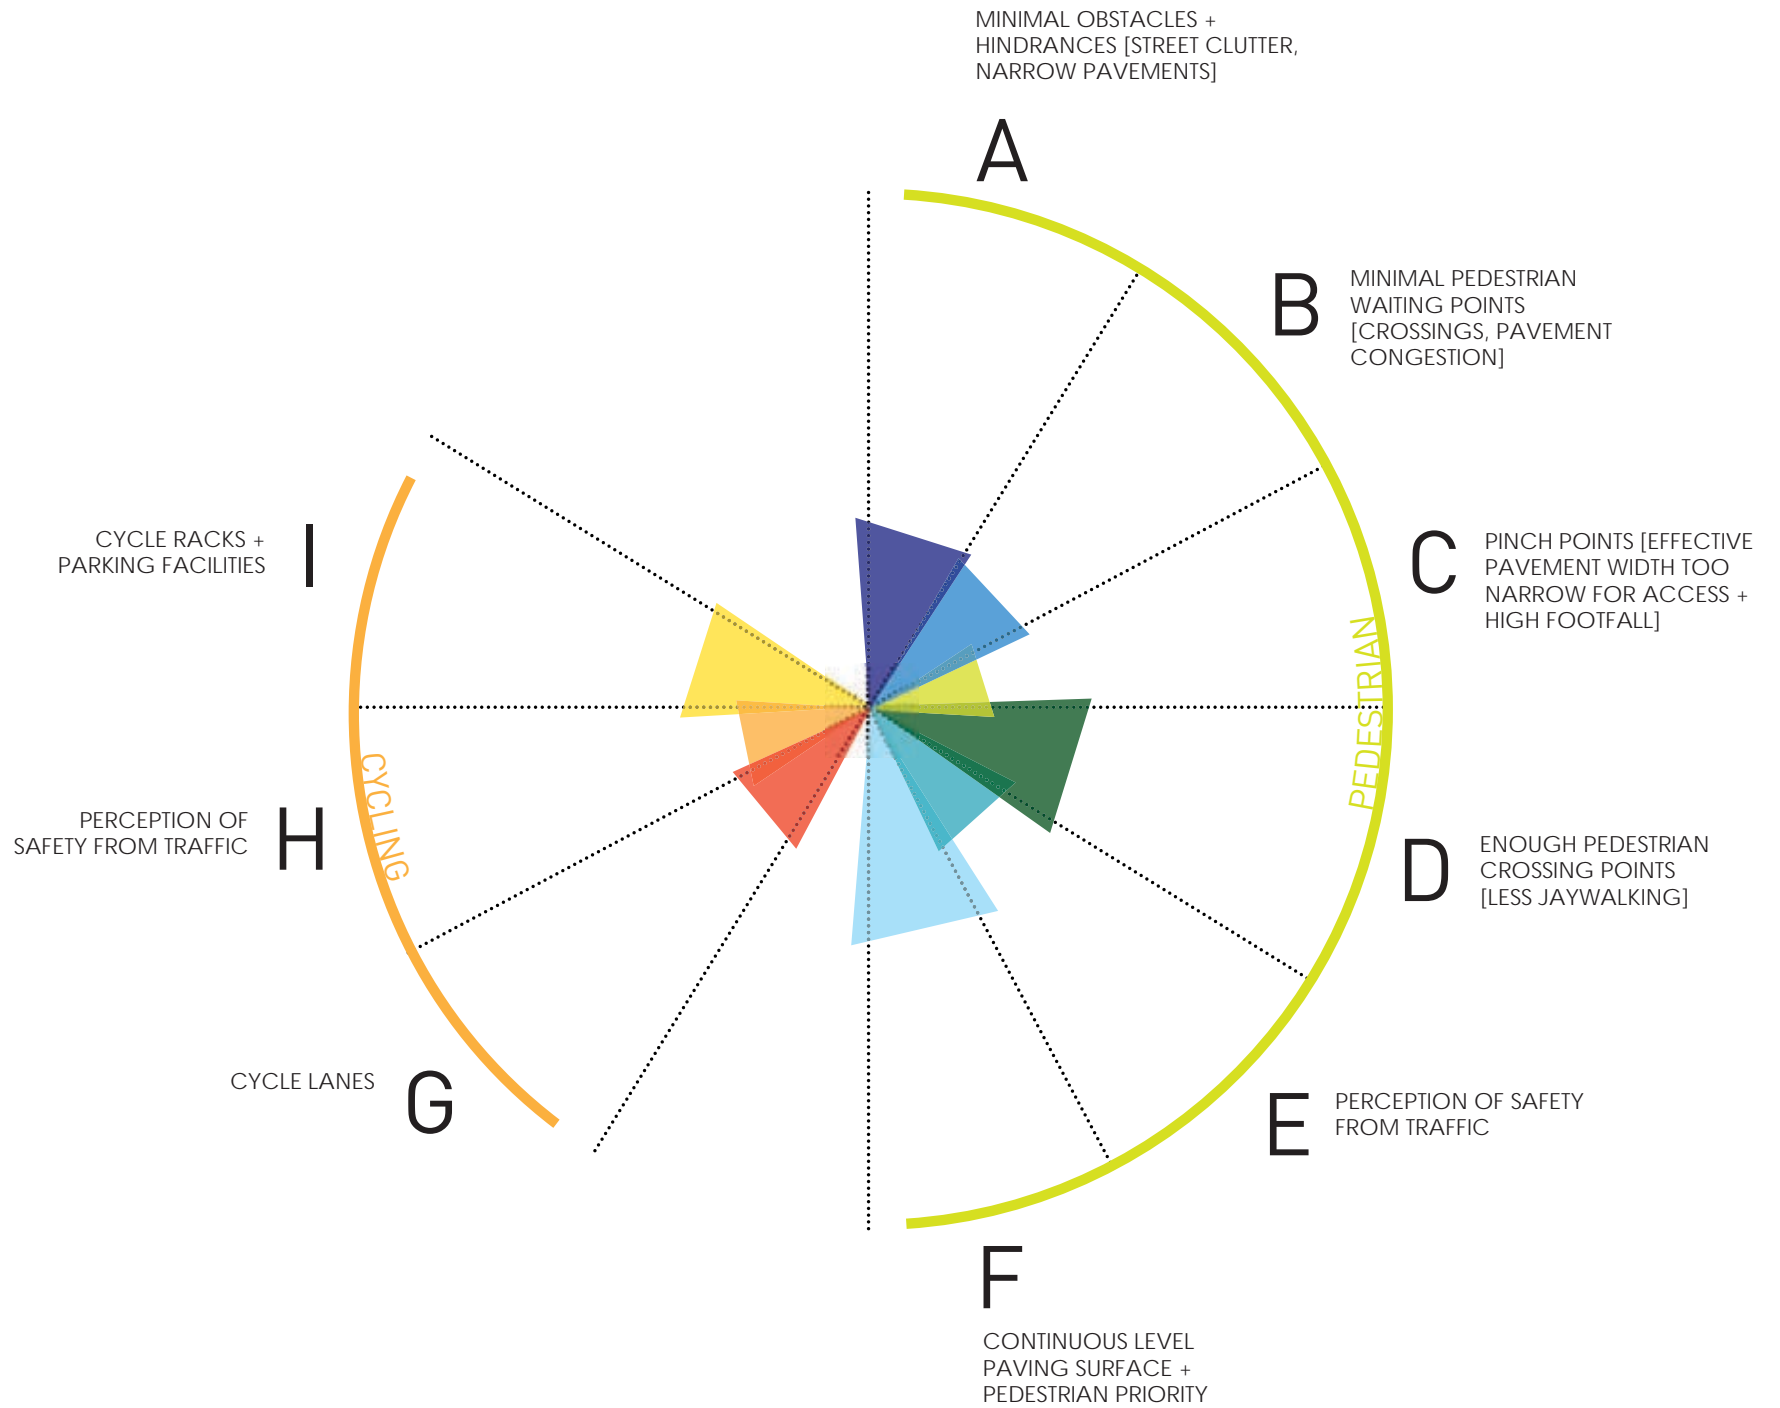 MINIMAL OBSTACLES +
HINDRANCES [STREET CLUTTER,
NARROW PAVEMENTS]
A
B
MINIMAL PEDESTRIAN
WAITING POINTS
[CROSSINGS, PAVEMENT
CONGESTION]
C
PINCH POINTS [EFFECTIVE
PAVEMENT WIDTH TOO
NARROW FOR ACCESS +
HIGH FOOTFALL]
PEDESTRIAN
D
ENOUGH PEDESTRIAN
CROSSING POINTS
[LESS JAYWALKING]
E
PERCEPTION OF SAFETY
FROM TRAFFIC
F
CONTINUOUS LEVEL
PAVING SURFACE +
PEDESTRIAN PRIORITY
CYCLE LANES
G
PERCEPTION OF
SAFETY FROM TRAFFIC
H
CYCLING
CYCLE RACKS +
PARKING FACILITIES
I